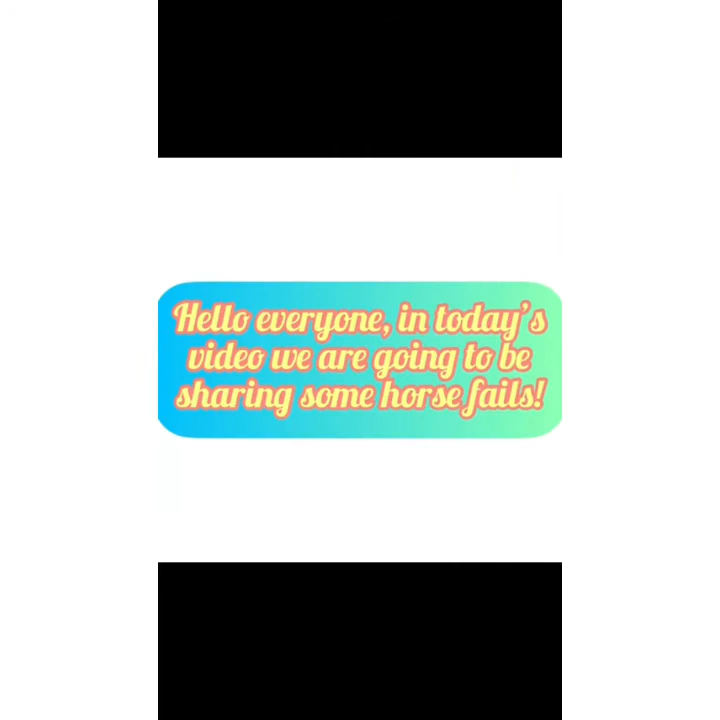 Hello everyone, in today's
video we are going to be
sharing some horse fails!